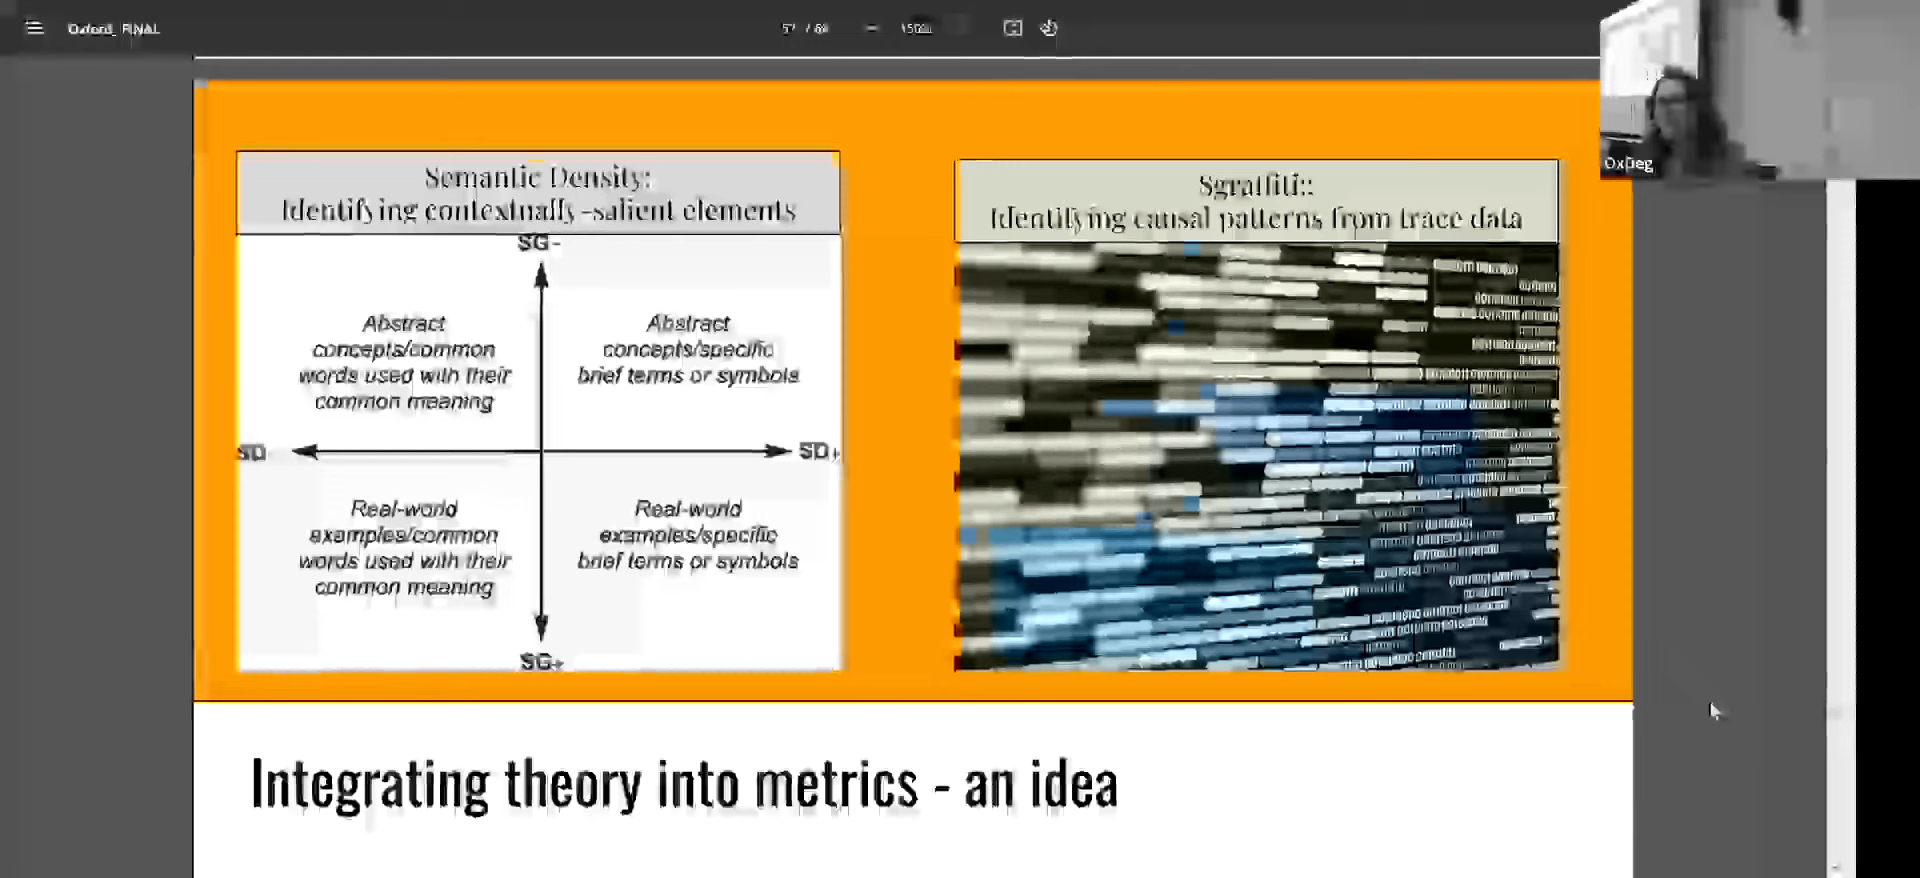 Oxford_FINAL
57 / 68
150%
OxDeg
Semantic Density:
Identifying contextually-salient elements
SG-
Abstract
concepts/common
words used with their
common meaning
Abstract
concepts/specific
brief terms or symbols
SD
SD+
Real-world
examples/common
words used with their
common meaning
Real-world
examples/specific
brief terms or symbols
SG+
Sgraffiti::
Identifying causal patterns from trace data
Integrating theory into metrics - an idea